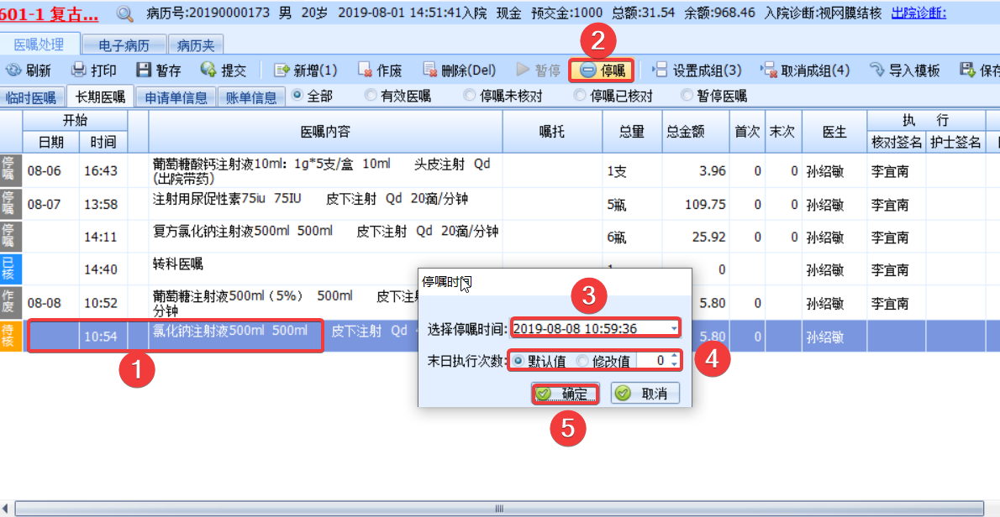 601-1 复古... 病历号:20190000173 男 20岁 2019-08-01 14:51:41入院 现金 预交金:1000 总额:31.54 余额:968.46 入院诊断:视网膜结核 出院诊断:
医嘱处理 电子病历 病历夹
2
刷新 打印 暂存 提交 新增(1) 作废 删除(Del) 暂停 停嘱 设置成组(3) 取消成组(4) 导入模板 保存
临时医嘱 长期医嘱 申请单信息 账单信息 全部 有效医嘱 停嘱未核对 停嘱已核对 暂停医嘱
开始 医嘱内容 嘱托 总量 总金额 首次 末次 医生 执 行
日期 时间 核对签名 护士签名
停嘱 08-06 16:43 葡萄糖酸钙注射液10ml：1g*5支/盒 10ml 头皮注射 Qd
(出院带药) 1支 3.96 0 0 孙绍敏 李宜南
停嘱 08-07 13:58 注射用尿促性素75iu 75IU 皮下注射 Qd 20滴/分钟 5瓶 109.75 0 0 孙绍敏 李宜南
停嘱 14:11 复方氯化钠注射液500ml 500ml 皮下注射 Qd 20滴/分钟 6瓶 25.92 0 0 孙绍敏 李宜南
已核 14:40 转科医嘱 0 孙绍敏 李宜南
作废 08-08 10:52 葡萄糖注射液500ml（5%） 500ml 皮下注
分钟 5.80 0 0 孙绍敏 李宜南
待核 10:54 氯化钠注射液500ml 500ml 皮下注射 Qd 5.80 0 孙绍敏
1
停嘱时间
3
选择停嘱时间: 2019-08-08 10:59:36
末日执行次数: 默认值 修改值 0
4
确定 取消
5